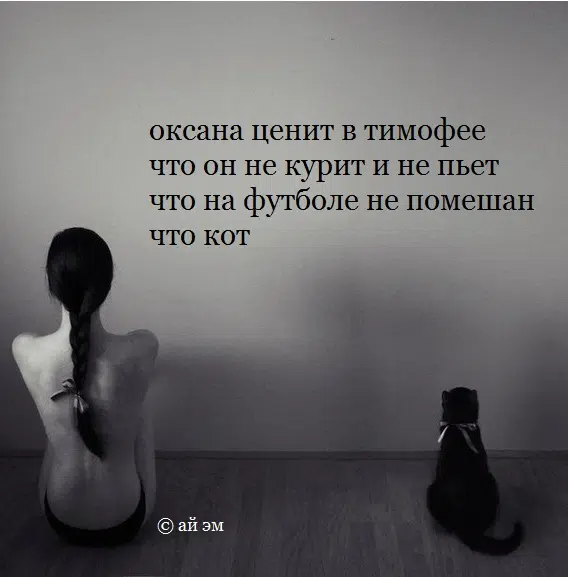 оксана ценит в тимофее
что он не курит и не пьет
что на футболе не помешан
что кот
© ай эм